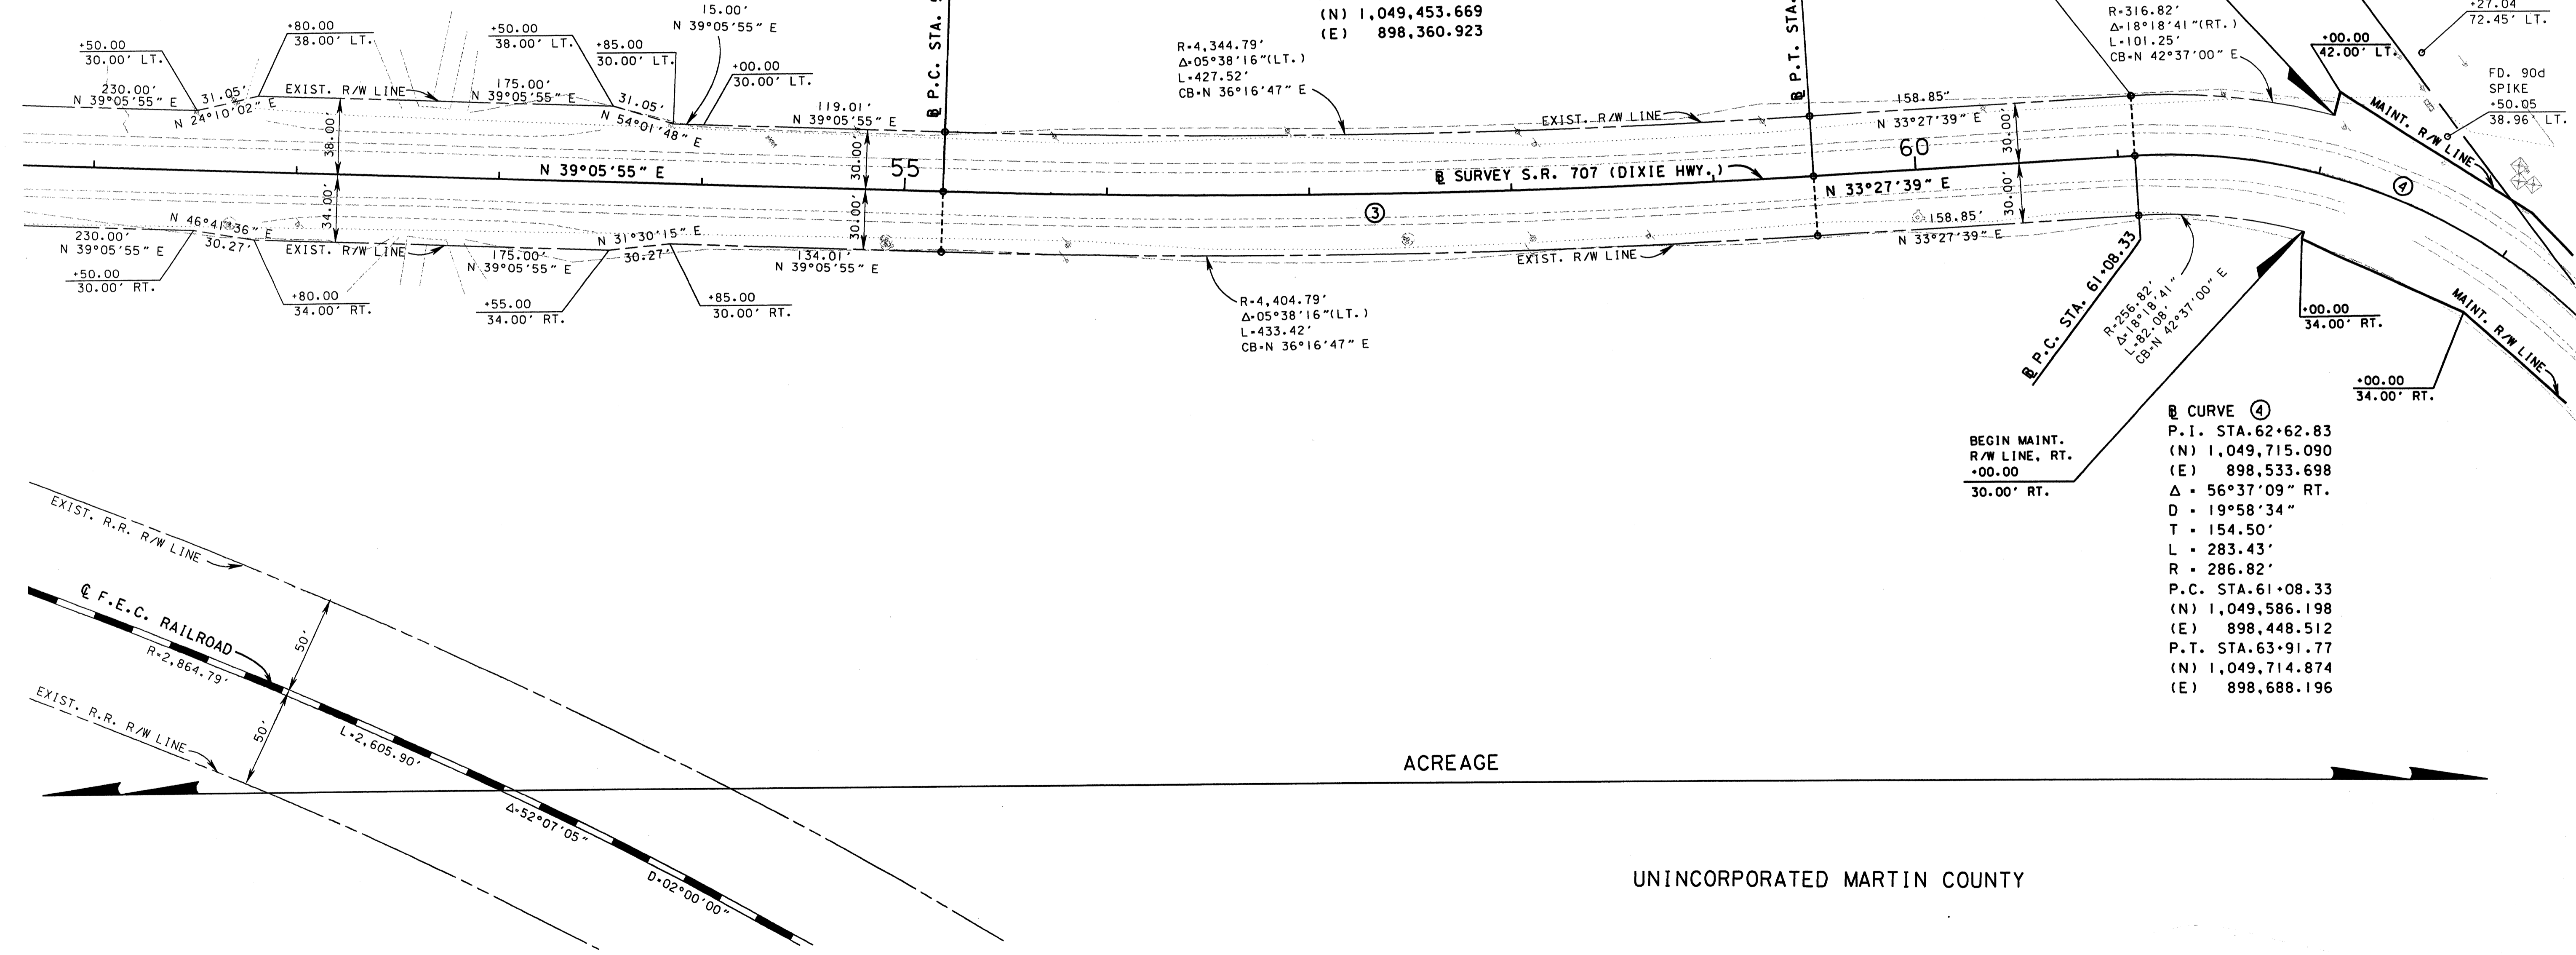 +50.00
30.00' LT.
230.00'
N 39°05'55" E
31.05'
N 24°10'02" E
+80.00
38.00' LT.
EXIST. R/W LINE
38.00'
+50.00
38.00' LT.
175.00'
N 39°05'55" E
+85.00
30.00' LT.
31.05'
N 54°01'48" E
15.00'
N 39°05'55" E
+00.00
30.00' LT.
119.01'
N 39°05'55" E
30.00'
℄ P.C. STA. 5
(N) 1,049,453.669
(E) 898,360.923
R=4,344.79'
Δ=05°38'16"(LT.)
L=427.52'
CB=N 36°16'47" E
EXIST. R/W LINE
℄ P.T. STA.
158.85'
N 33°27'39" E
30.00'
R=316.82'
Δ=18°18'41"(RT.)
L=101.25'
CB=N 42°37'00" E
+00.00
42.00' LT.
MAINT. R/W LINE
+27.04
72.45' LT.
FD. 90d
SPIKE
+50.05
38.96' LT.
N 39°05'55" E
55
3
℄ SURVEY S.R. 707 (DIXIE HWY.)
60
N 33°27'39" E
4
N 46°41'36" E
230.00'
N 39°05'55" E
30.27'
+50.00
30.00' RT.
34.00'
EXIST. R/W LINE
+80.00
34.00' RT.
175.00'
N 39°05'55" E
N 31°30'15" E
30.27'
+55.00
34.00' RT.
+85.00
30.00' RT.
134.01'
N 39°05'55" E
30.00'
R=4,404.79'
Δ=05°38'16"(LT.)
L=433.42'
CB=N 36°16'47" E
EXIST. R/W LINE
158.85'
N 33°27'39" E
30.00'
℄ P.C. STA. 61+08.33
R=256.82'
Δ=18°18'41"
L=82.08'
CB=N 42°37'00" E
+00.00
34.00' RT.
MAINT. R/W LINE
+00.00
34.00' RT.
BEGIN MAINT.
R/W LINE, RT.
+00.00
30.00' RT.
℄ CURVE 4
P.I. STA.62+62.83
(N) 1,049,715.090
(E) 898,533.698
Δ = 56°37'09" RT.
D = 19°58'34"
T = 154.50'
L = 283.43'
R = 286.82'
P.C. STA.61+08.33
(N) 1,049,586.198
(E) 898,448.512
P.T. STA.63+91.77
(N) 1,049,714.874
(E) 898,688.196
EXIST. R.R. R/W LINE
℄ F.E.C. RAILROAD
R=2,864.79'
50'
50'
EXIST. R.R. R/W LINE
L=2,605.90'
Δ=52°07'05"
D=02°00'00"
ACREAGE
UNINCORPORATED MARTIN COUNTY